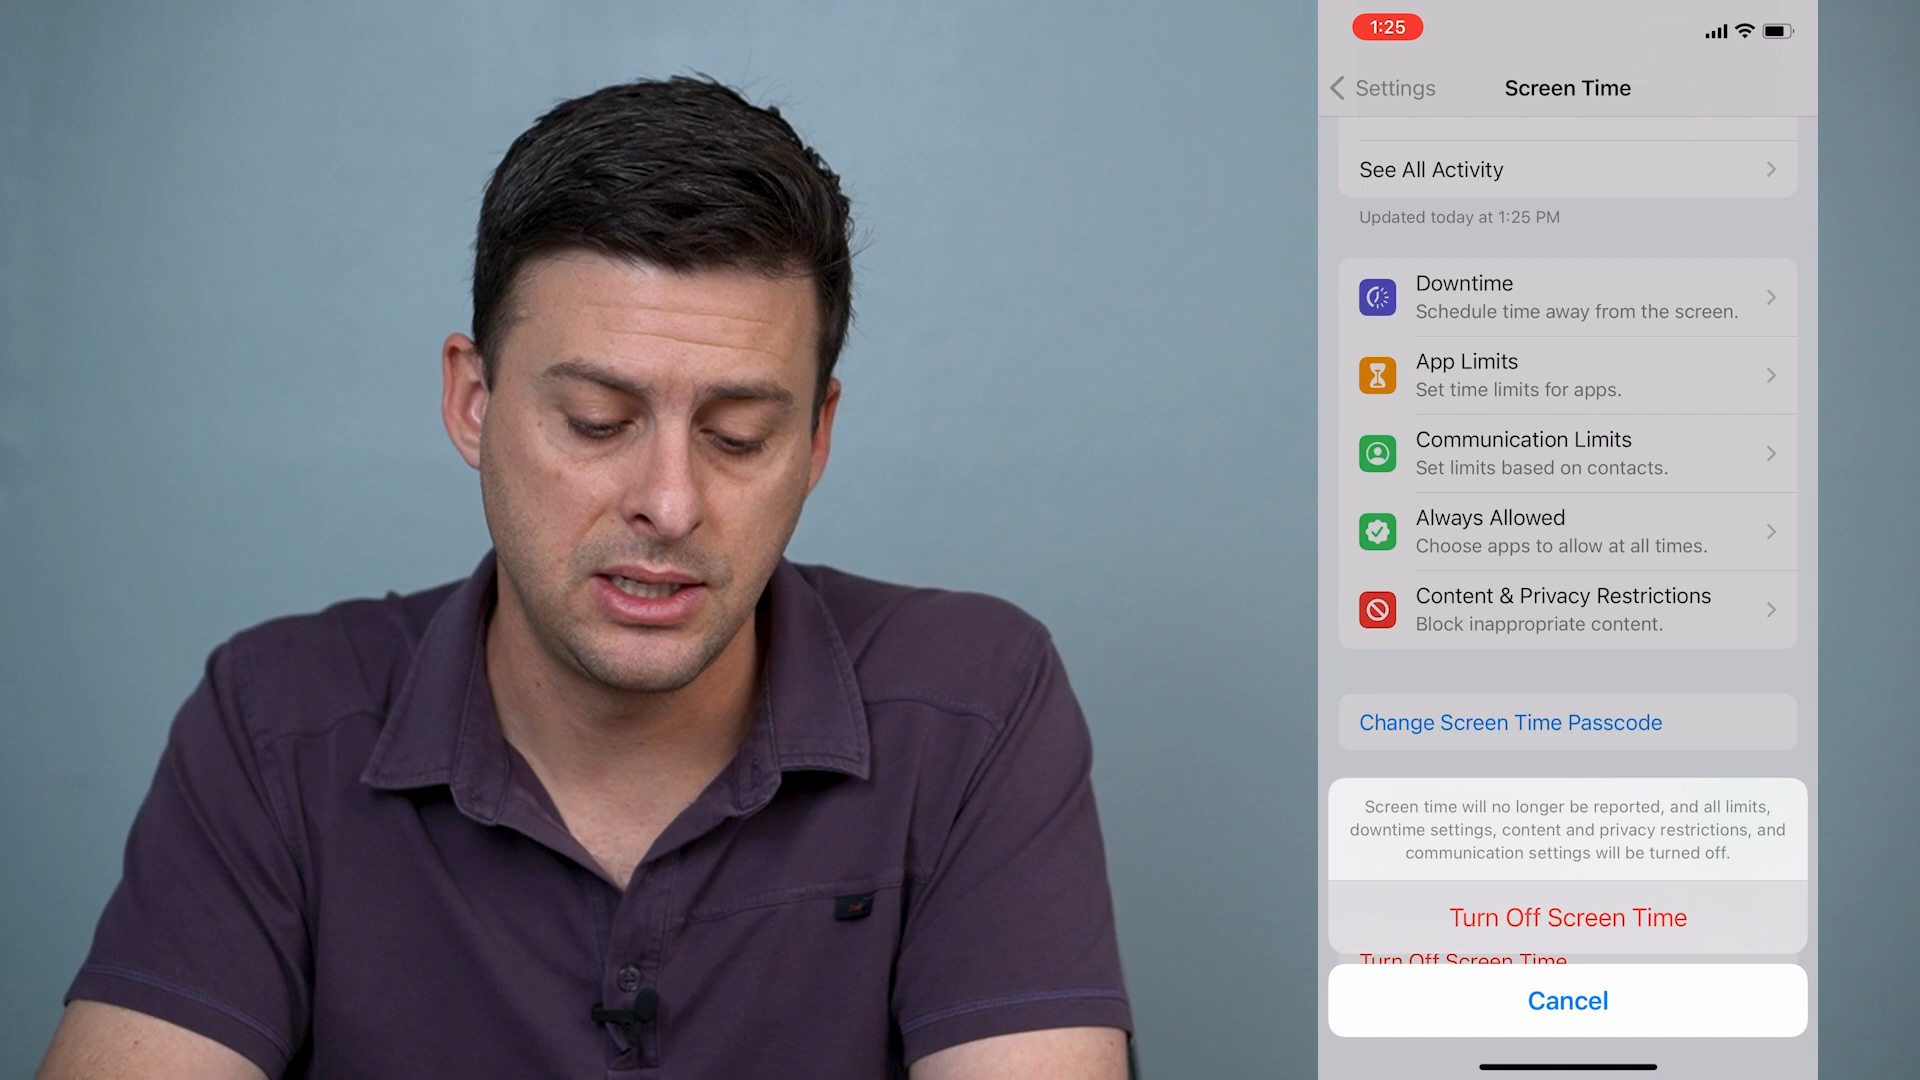 1:25
Settings
Screen Time
See All Activity
Updated today at 1:25 PM
Downtime
Schedule time away from the screen.
App Limits
Set time limits for apps.
Communication Limits
Set limits based on contacts.
Always Allowed
Choose apps to allow at all times.
Content & Privacy Restrictions
Block inappropriate content.
Change Screen Time Passcode
Screen time will no longer be reported, and all limits,
downtime settings, content and privacy restrictions, and
communication settings will be turned off.
Turn Off Screen Time
Turn Off Screen Time
Cancel